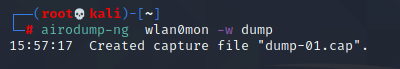 ┌──(root💀kali)-[~]
└─# airodump-ng  wlan0mon -w dump
15:57:17  Created capture file "dump-01.cap".